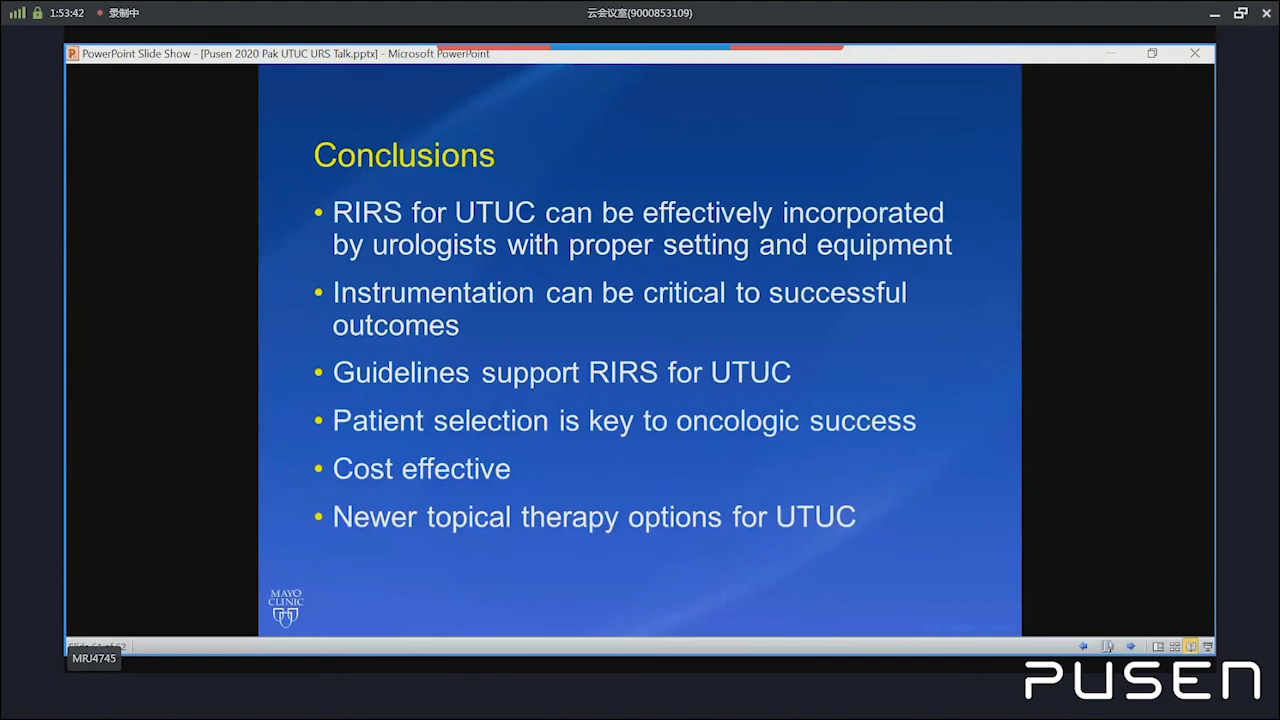 1:53:42 录制中
云会议室(9000853109)
PowerPoint Slide Show - [Pusen 2020 Pak UTUC URS Talk.pptx] - Microsoft PowerPoint
Conclusions
• RIRS for UTUC can be effectively incorporated
by urologists with proper setting and equipment
• Instrumentation can be critical to successful
outcomes
• Guidelines support RIRS for UTUC
• Patient selection is key to oncologic success
• Cost effective
• Newer topical therapy options for UTUC
MAYO
CLINIC
MRJ4745
PUSEN